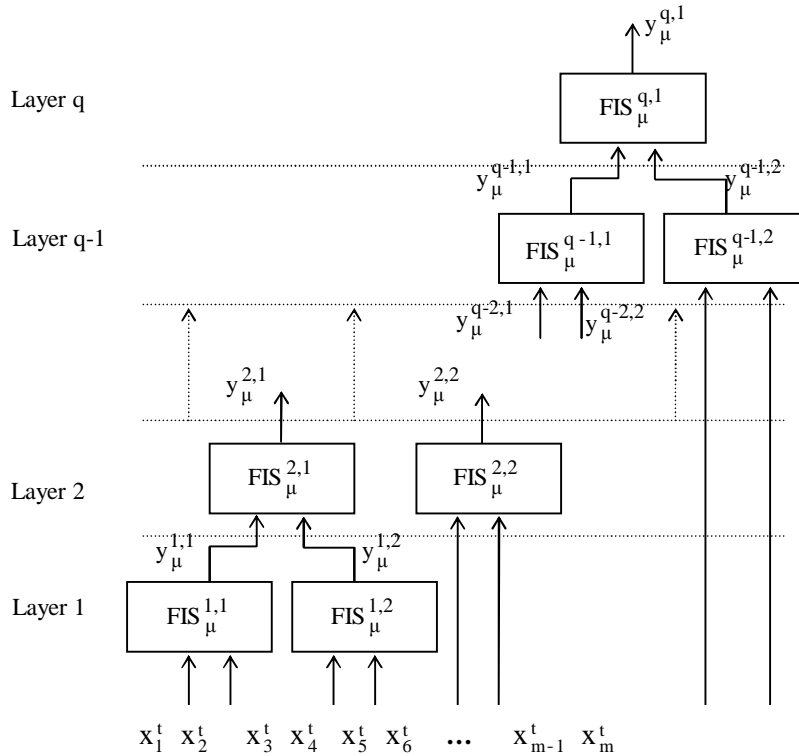 y_μ^{q,1}
Layer q FIS_μ^{q,1}
y_μ^{q-1,1} y_μ^{q-1,2}
Layer q-1 FIS_μ^{q-1,1} FIS_μ^{q-1,2}
y_μ^{q-2,1} y_μ^{q-2,2}
y_μ^{2,1} y_μ^{2,2}
Layer 2 FIS_μ^{2,1} FIS_μ^{2,2}
y_μ^{1,1} y_μ^{1,2}
Layer 1 FIS_μ^{1,1} FIS_μ^{1,2}
x_1^t x_2^t x_3^t x_4^t x_5^t x_6^t ... x_{m-1}^t x_m^t